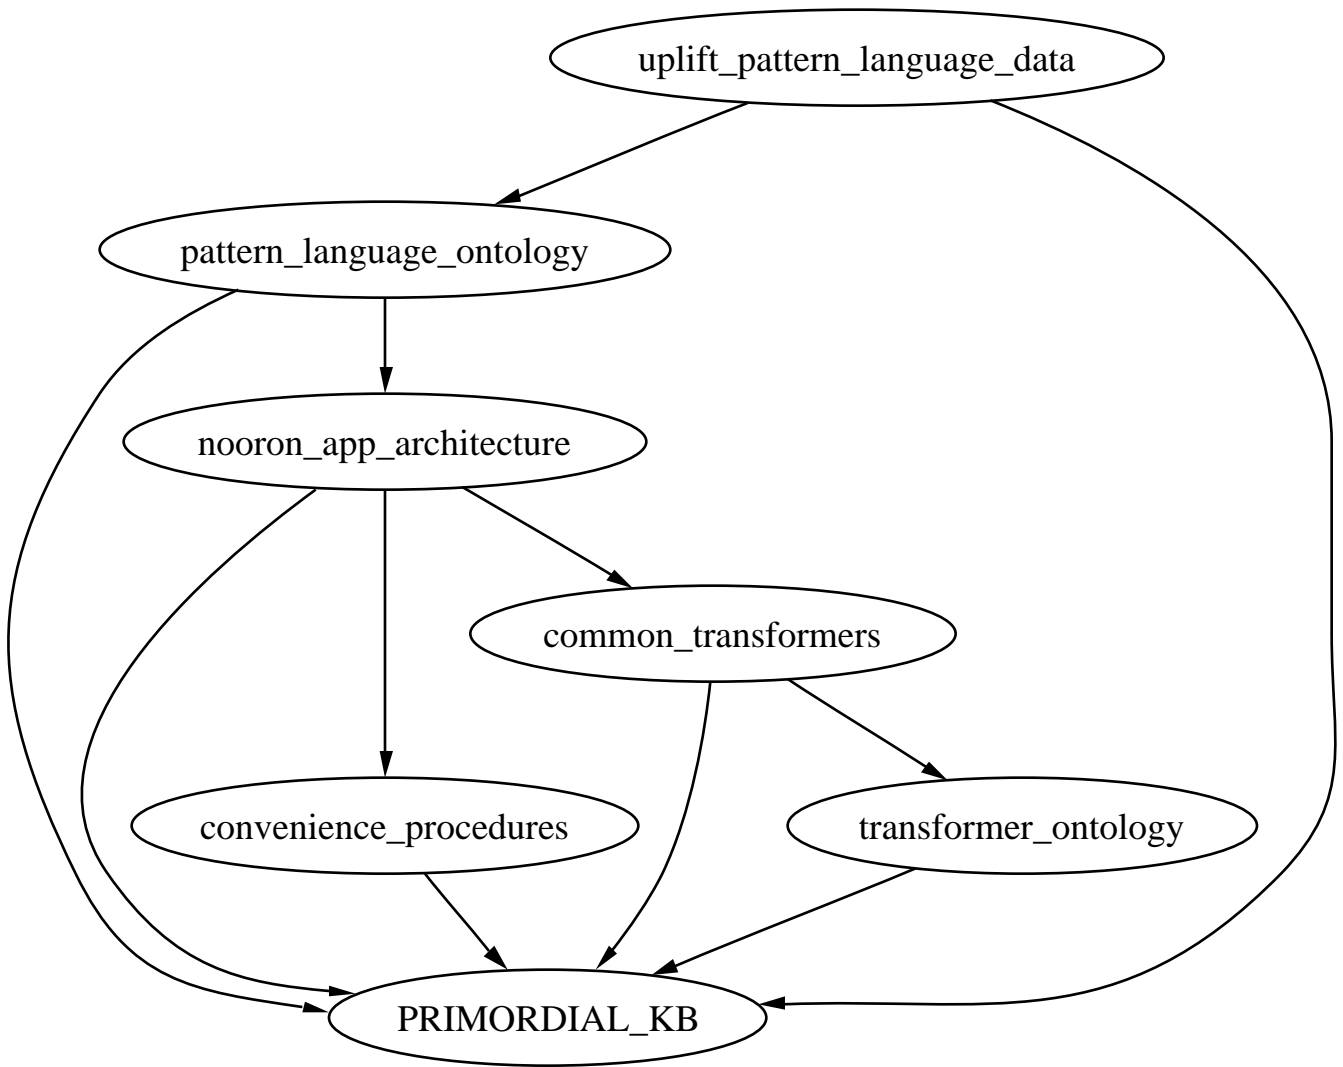 uplift_pattern_language_data
pattern_language_ontology
nooron_app_architecture
common_transformers
convenience_procedures
transformer_ontology
PRIMORDIAL_KB